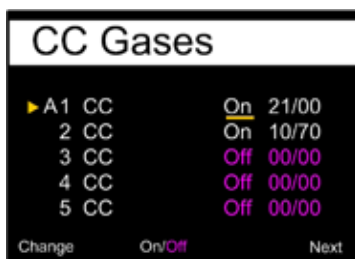 CC Gases
A1 CC On 21/00
2 CC On 10/70
3 CC Off 00/00
4 CC Off 00/00
5 CC Off 00/00
Change On/Off Next